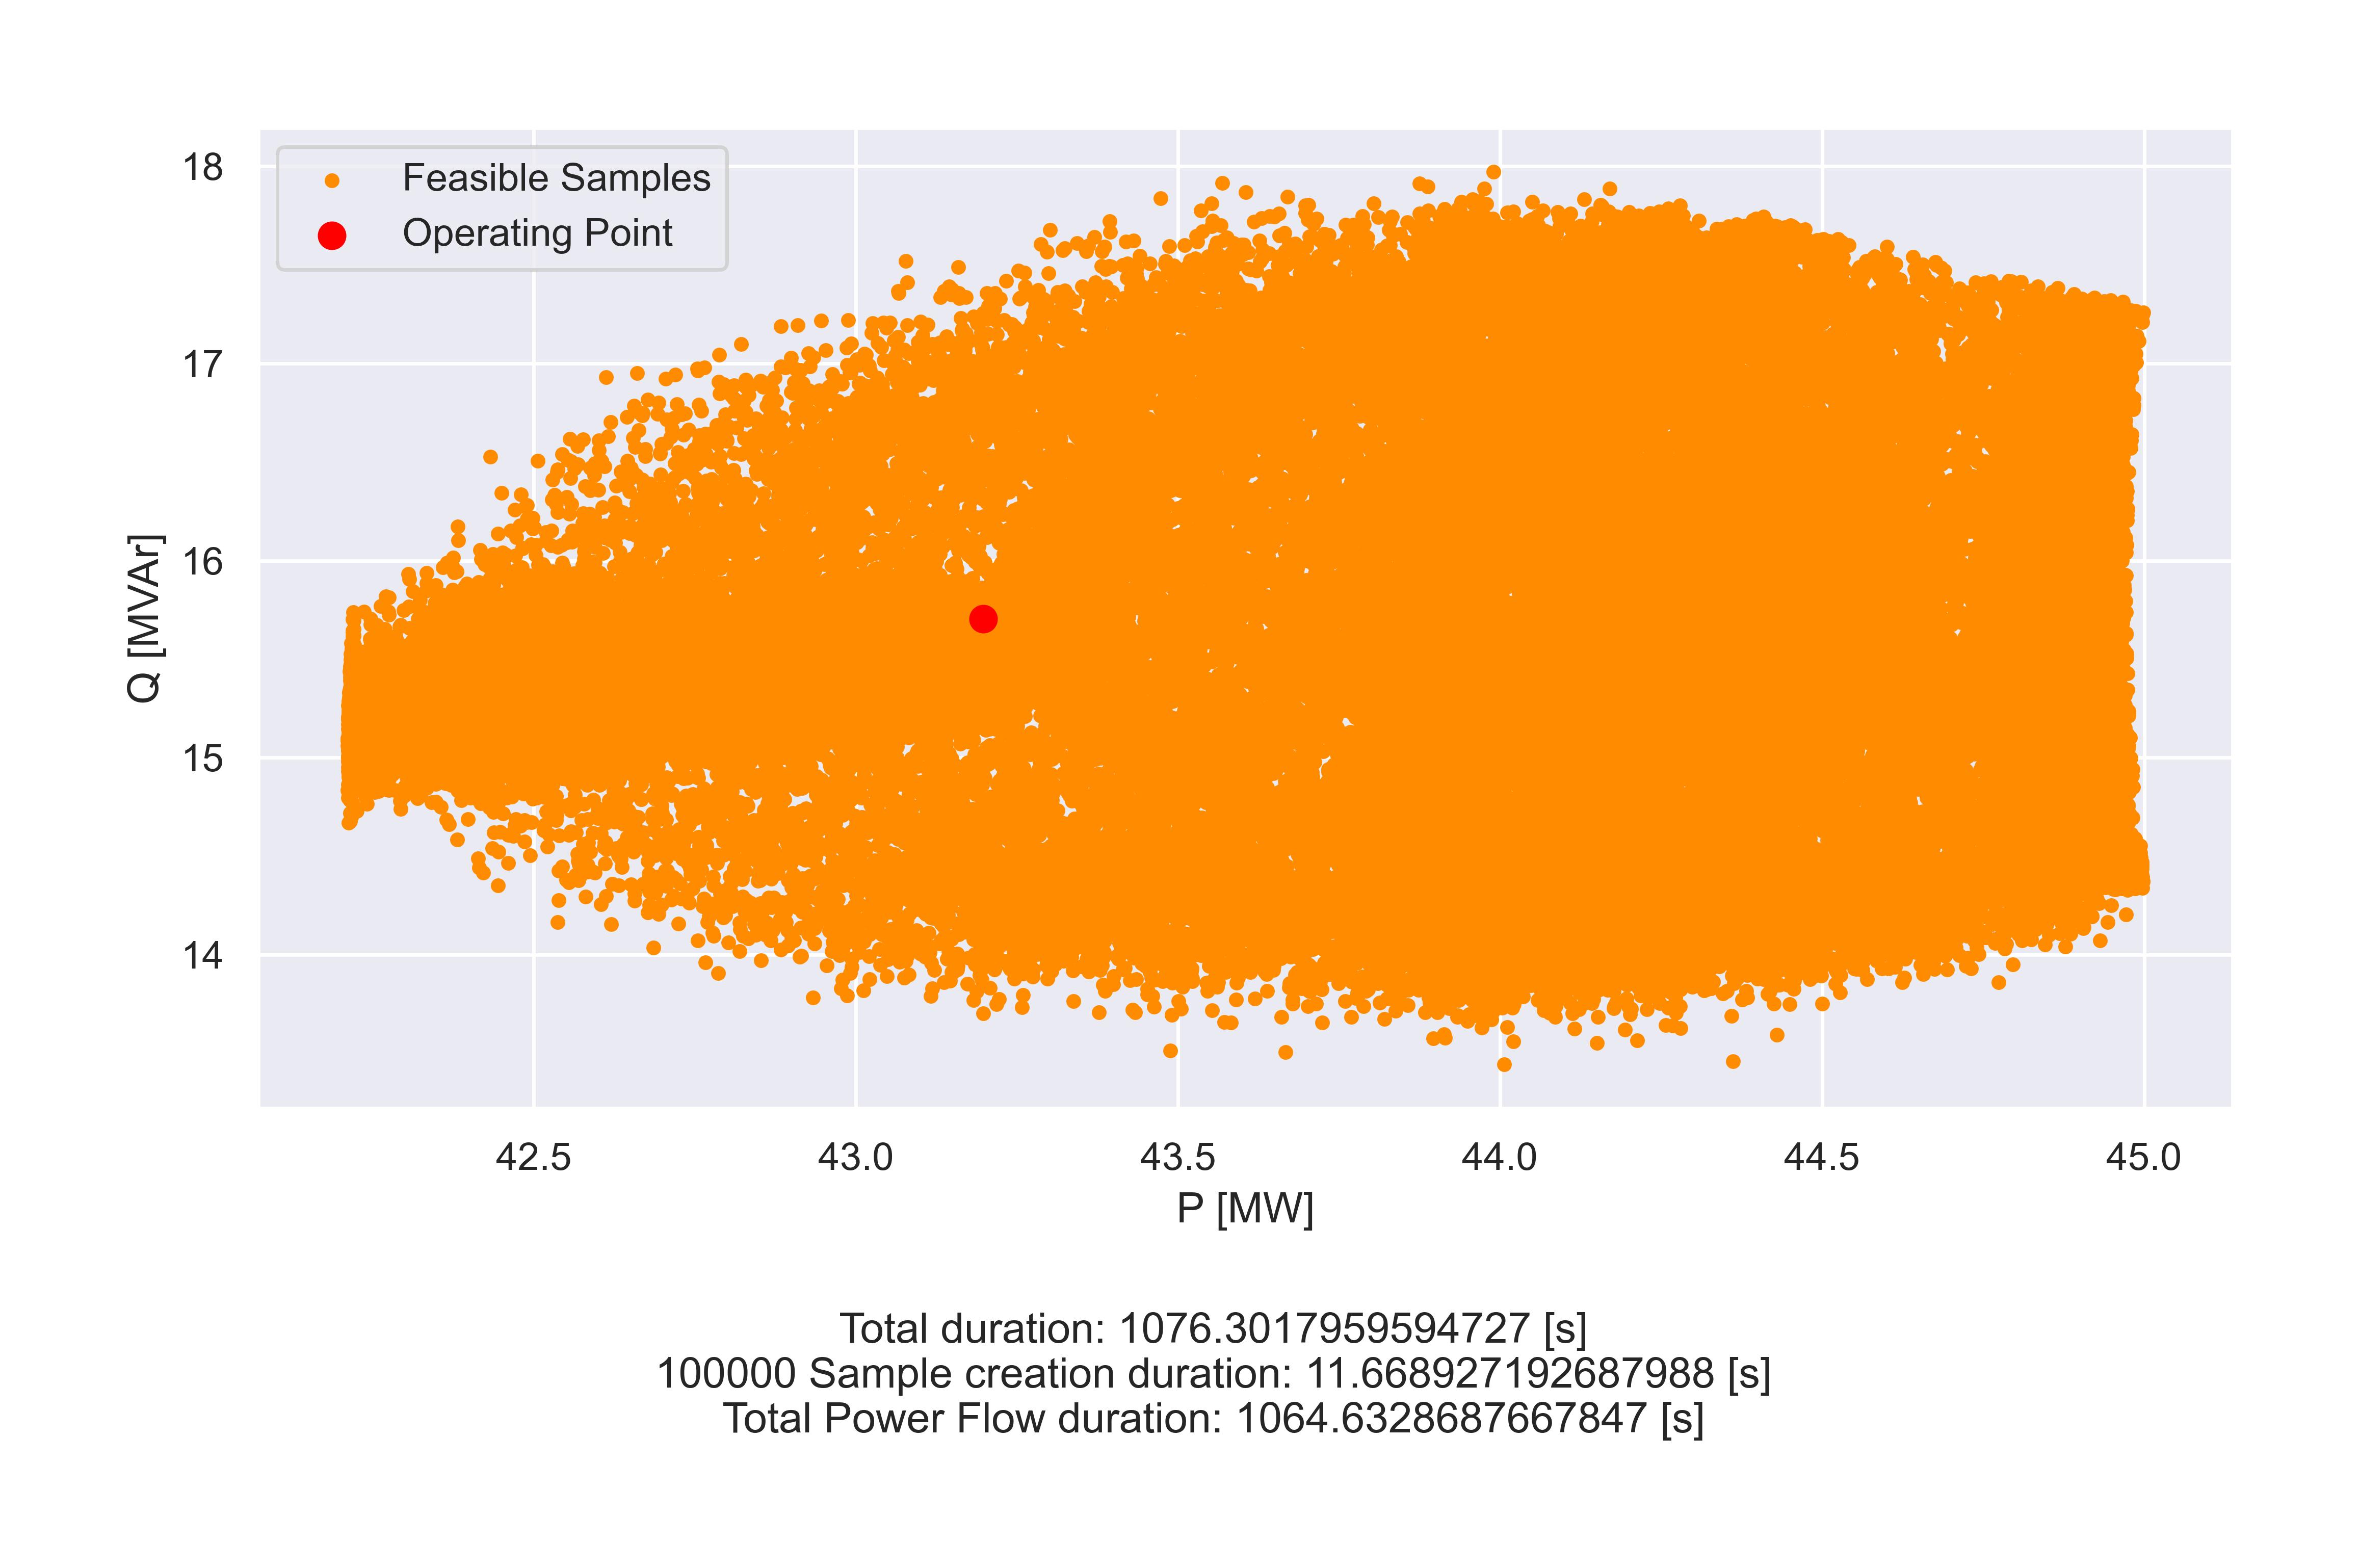 Feasible Samples
Operating Point
18
17
16
15
14
Q [MVAr]
42.5 43.0 43.5 44.0 44.5 45.0
P [MW]
Total duration: 1076.3017959594727 [s]
100000 Sample creation duration: 11.668927192687988 [s]
Total Power Flow duration: 1064.6328687667847 [s]